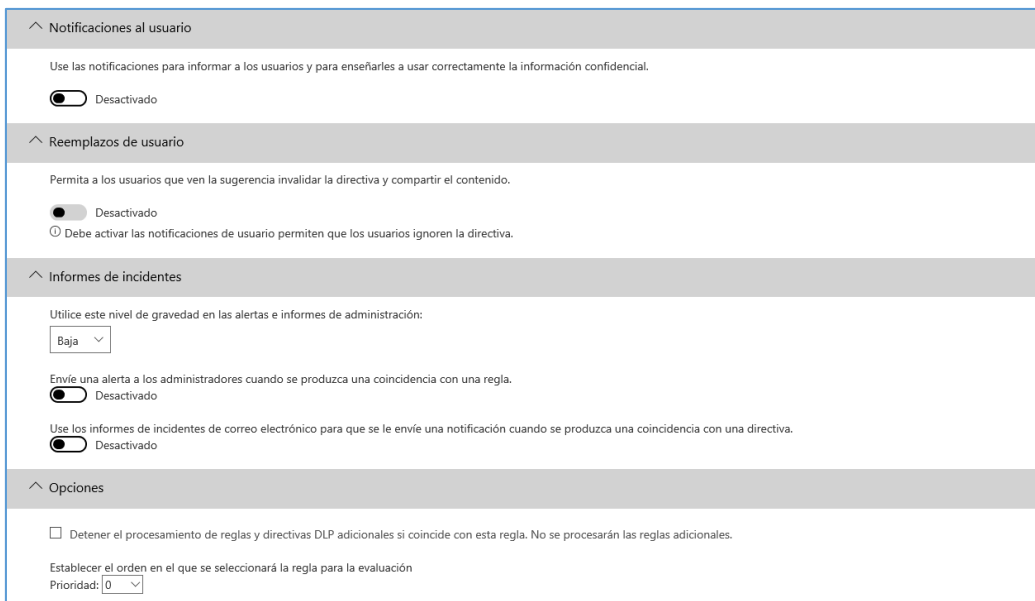 Notificaciones al usuario
Use las notificaciones para informar a los usuarios y para enseñarles a usar correctamente la información confidencial.
Desactivado
Reemplazos de usuario
Permita a los usuarios que ven la sugerencia invalidar la directiva y compartir el contenido.
Desactivado
Debe activar las notificaciones de usuario permiten que los usuarios ignoren la directiva.
Informes de incidentes
Utilice este nivel de gravedad en las alertas e informes de administración:
Baja
Envíe una alerta a los administradores cuando se produzca una coincidencia con una regla.
Desactivado
Use los informes de incidentes de correo electrónico para que se le envíe una notificación cuando se produzca una coincidencia con una directiva.
Desactivado
Opciones
Detener el procesamiento de reglas y directivas DLP adicionales si coincide con esta regla. No se procesarán las reglas adicionales.
Establecer el orden en el que se seleccionará la regla para la evaluación
Prioridad: 0